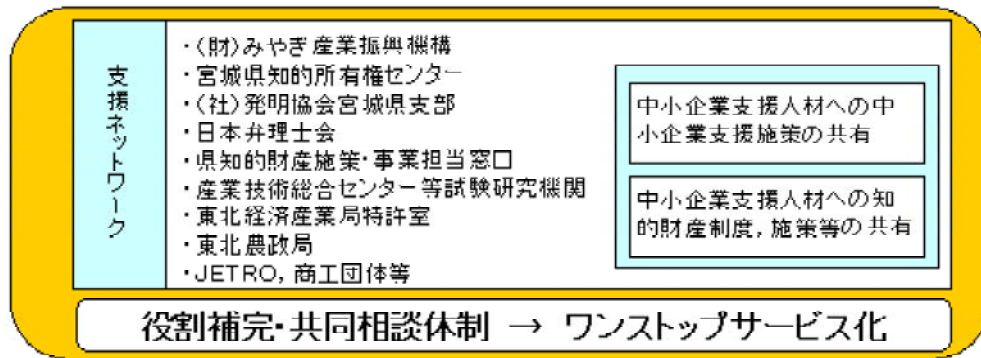 支援ネットワーク
・(財)みやぎ産業振興機構
・宮城県知的所有権センター
・(社)発明協会宮城県支部
・日本弁理士会
・県知的財産施策・事業担当窓口
・産業技術総合センター等試験研究機関
・東北経済産業局特許室
・東北農政局
・JETRO, 商工団体等
中小企業支援人材への中
小企業支援施策の共有
中小企業支援人材への知
的財産制度, 施策等の共有
役割補完・共同相談体制 → ワンストップサービス化